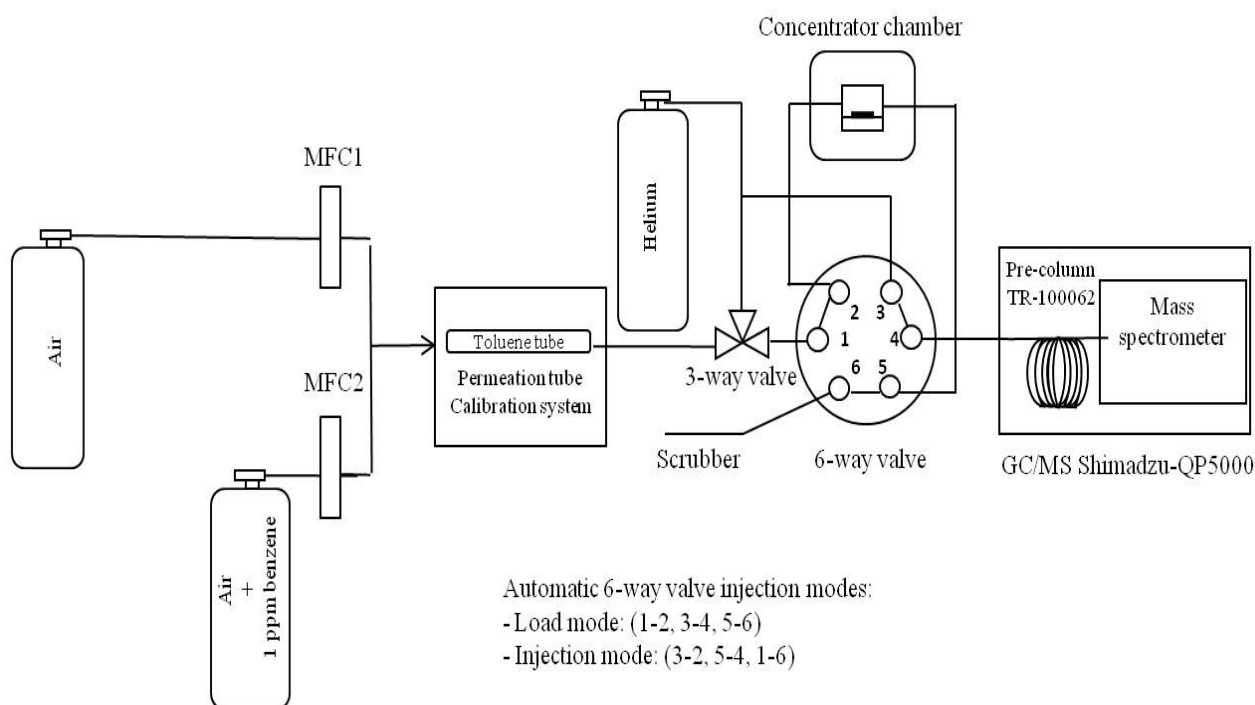 Concentrator chamber
MFC1
Air
Helium
Toluene tube
Permeation tube
Calibration system
3-way valve
1
2
3
4
5
6
6-way valve
Scrubber
Pre-column
TR-100062
Mass
spectrometer
GC/MS Shimadzu-QP5000
MFC2
Air
+
1 ppm benzene
Automatic 6-way valve injection modes:
- Load mode: (1-2, 3-4, 5-6)
- Injection mode: (3-2, 5-4, 1-6)